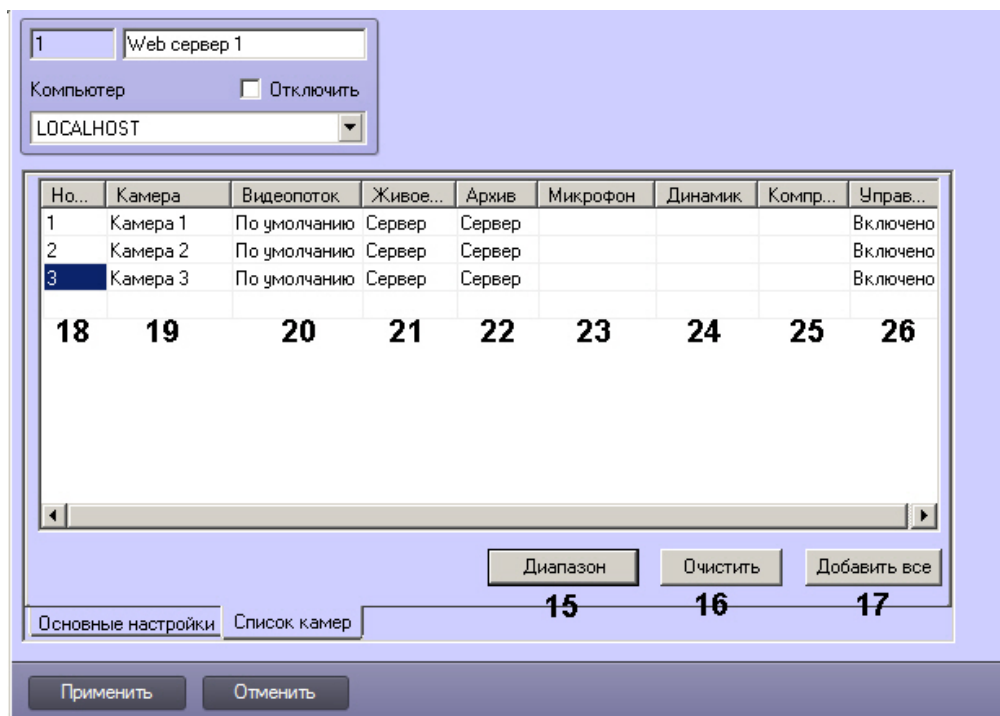 1 Web сервер 1
Компьютер Отключить
LOCALHOST
Но... Камера Видеопоток Живое... Архив Микрофон Динамик Компр... Управ...
1 Камера 1 По умолчанию Сервер Сервер Включено
2 Камера 2 По умолчанию Сервер Сервер Включено
3 Камера 3 По умолчанию Сервер Сервер Включено
18 19 20 21 22 23 24 25 26
Диапазон Очистить Добавить все
15 16 17
Основные настройки Список камер
Применить Отменить